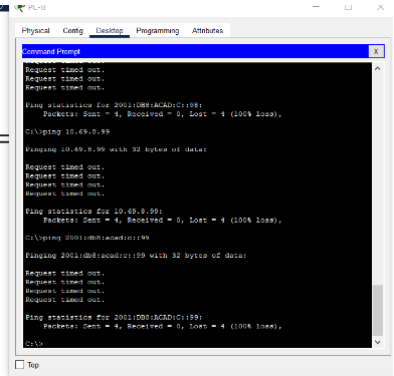 PC-B
Physical Config Desktop Programming Attributes
Command Prompt X
Request timed out.
Request timed out.
Request timed out.
Ping statistics for 2001:DB8:ACAD:C::98:
Packets: Sent = 4, Received = 0, Lost = 4 (100% loss),
C:\>ping 10.69.8.99
Pinging 10.69.8.99 with 32 bytes of data:
Request timed out.
Request timed out.
Request timed out.
Request timed out.
Ping statistics for 10.69.8.99:
Packets: Sent = 4, Received = 0, Lost = 4 (100% loss),
C:\>ping 2001:db8:acad:c::99
Pinging 2001:db8:acad:c::99 with 32 bytes of data:
Request timed out.
Request timed out.
Request timed out.
Request timed out.
Ping statistics for 2001:DB8:ACAD:C::99:
Packets: Sent = 4, Received = 0, Lost = 4 (100% loss),
C:\>
Top